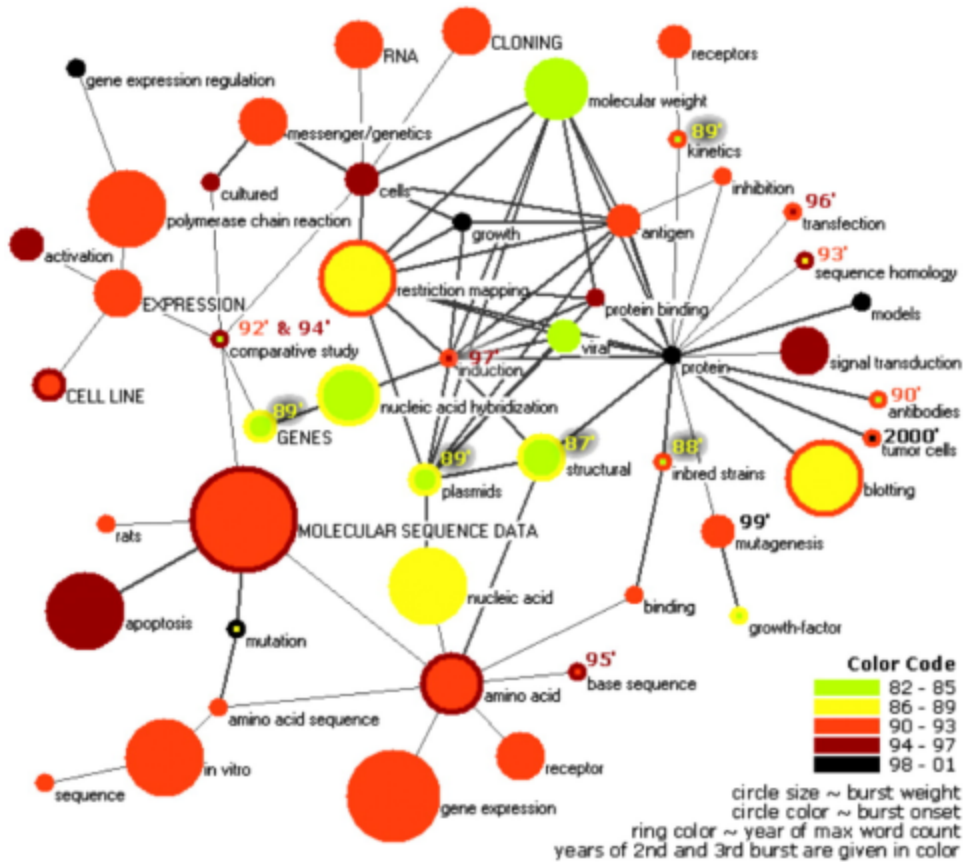 RNA
CLONING
receptors
gene expression regulation
molecular weight
messenger/genetics
89'
kinetics
cultured
cells
inhibition
polymerase chain reaction
96'
transfection
growth
antigen
activation
93'
sequence homology
restriction mapping
EXPRESSION
protein binding
models
92' & 94'
comparative study
viral
97'
induction
protein
signal transduction
CELL LINE
nucleic acid hybridization
90'
antibodies
89'
GENES
2000'
tumor cells
87'
structural
88'
inbred strains
89'
plasmids
blotting
MOLECULAR SEQUENCE DATA
rats
99'
mutagenesis
nucleic acid
binding
apoptosis
growth-factor
mutation
95'
base sequence
amino acid
amino acid sequence
in vitro
receptor
sequence
gene expression
Color Code
82 - 85
86 - 89
90 - 93
94 - 97
98 - 01
circle size ~ burst weight
circle color ~ burst onset
ring color ~ year of max word count
years of 2nd and 3rd burst are given in color